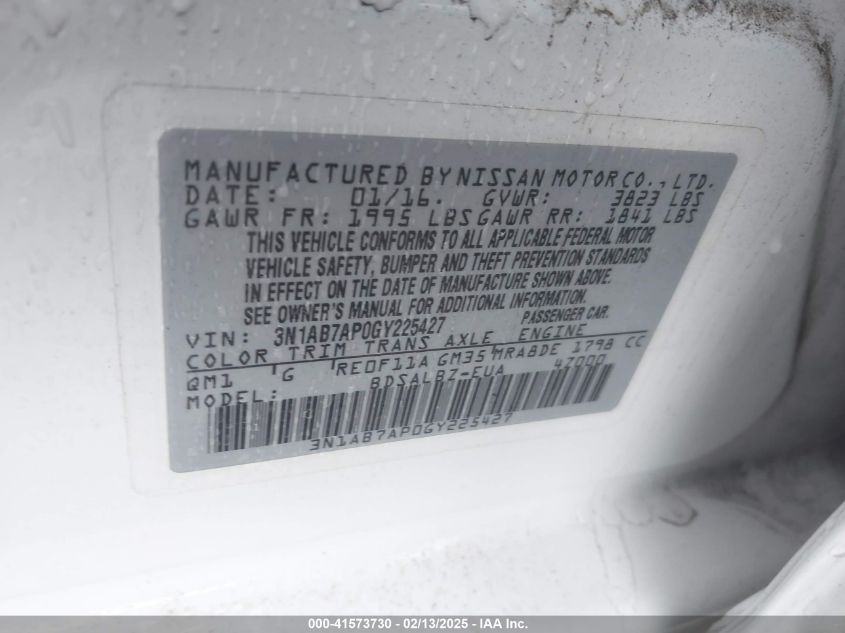 MANUFACTURED BY NISSAN MOTOR CO., LTD.
DATE: 01/16. GVWR: 3823 LBS
GAWR FR: 1995 LBS GAWR RR: 1841 LBS
THIS VEHICLE CONFORMS TO ALL APPLICABLE FEDERAL MOTOR
VEHICLE SAFETY, BUMPER AND THEFT PREVENTION STANDARDS
IN EFFECT ON THE DATE OF MANUFACTURE SHOWN ABOVE.
SEE OWNER'S MANUAL FOR ADDITIONAL INFORMATION.
VIN: 3N1AB7AP0GY225427 PASSENGER CAR.
COLOR TRIM TRANS AXLE ENGINE
QM1 G RE0F11A GM35 MRA8DE 1798 CC
MODEL: BDSALBZ-EUA 47000
3N1AB7AP0GY225427
000-41573730 - 02/13/2025 - IAA Inc.